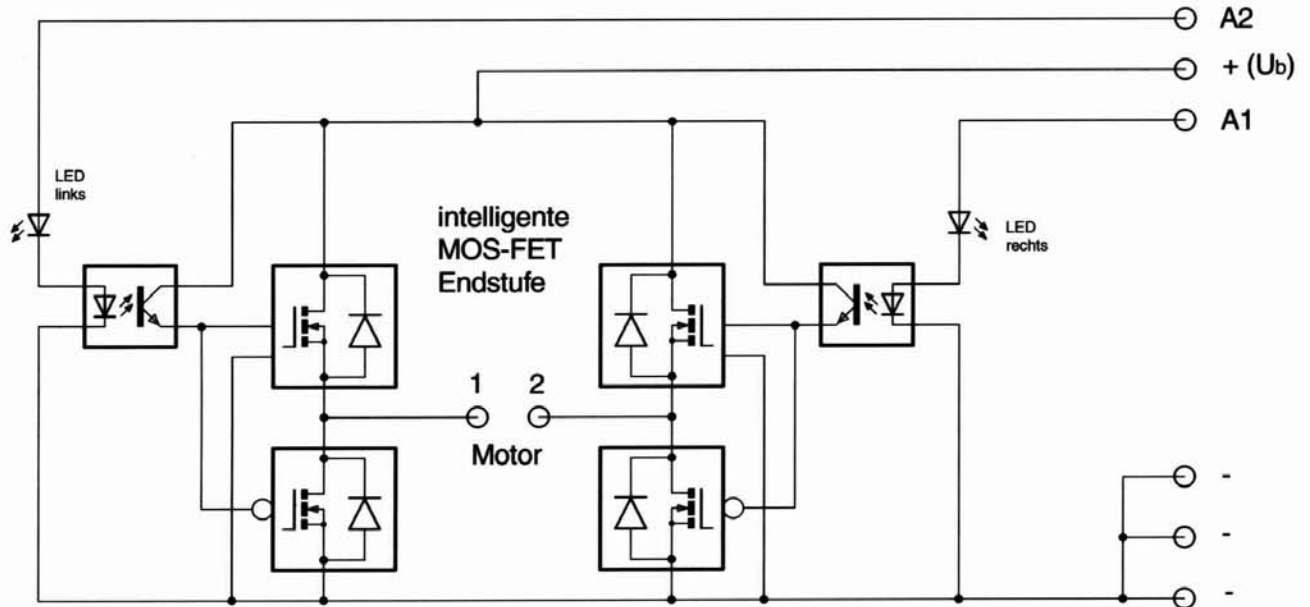 A2
+ (Ub)
A1
LED
links
intelligente
MOS-FET
Endstufe
LED
rechts
1 2
Motor
-
-
-